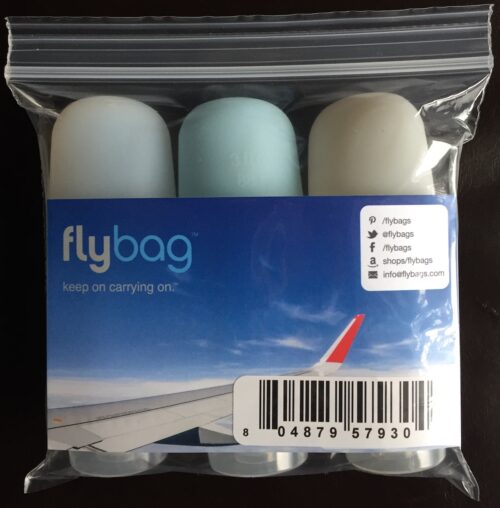 flybag™
keep on carrying on.™
/flybags
@flybags
/flybags
shops/flybags
info@flybags.com
8 04879 57930